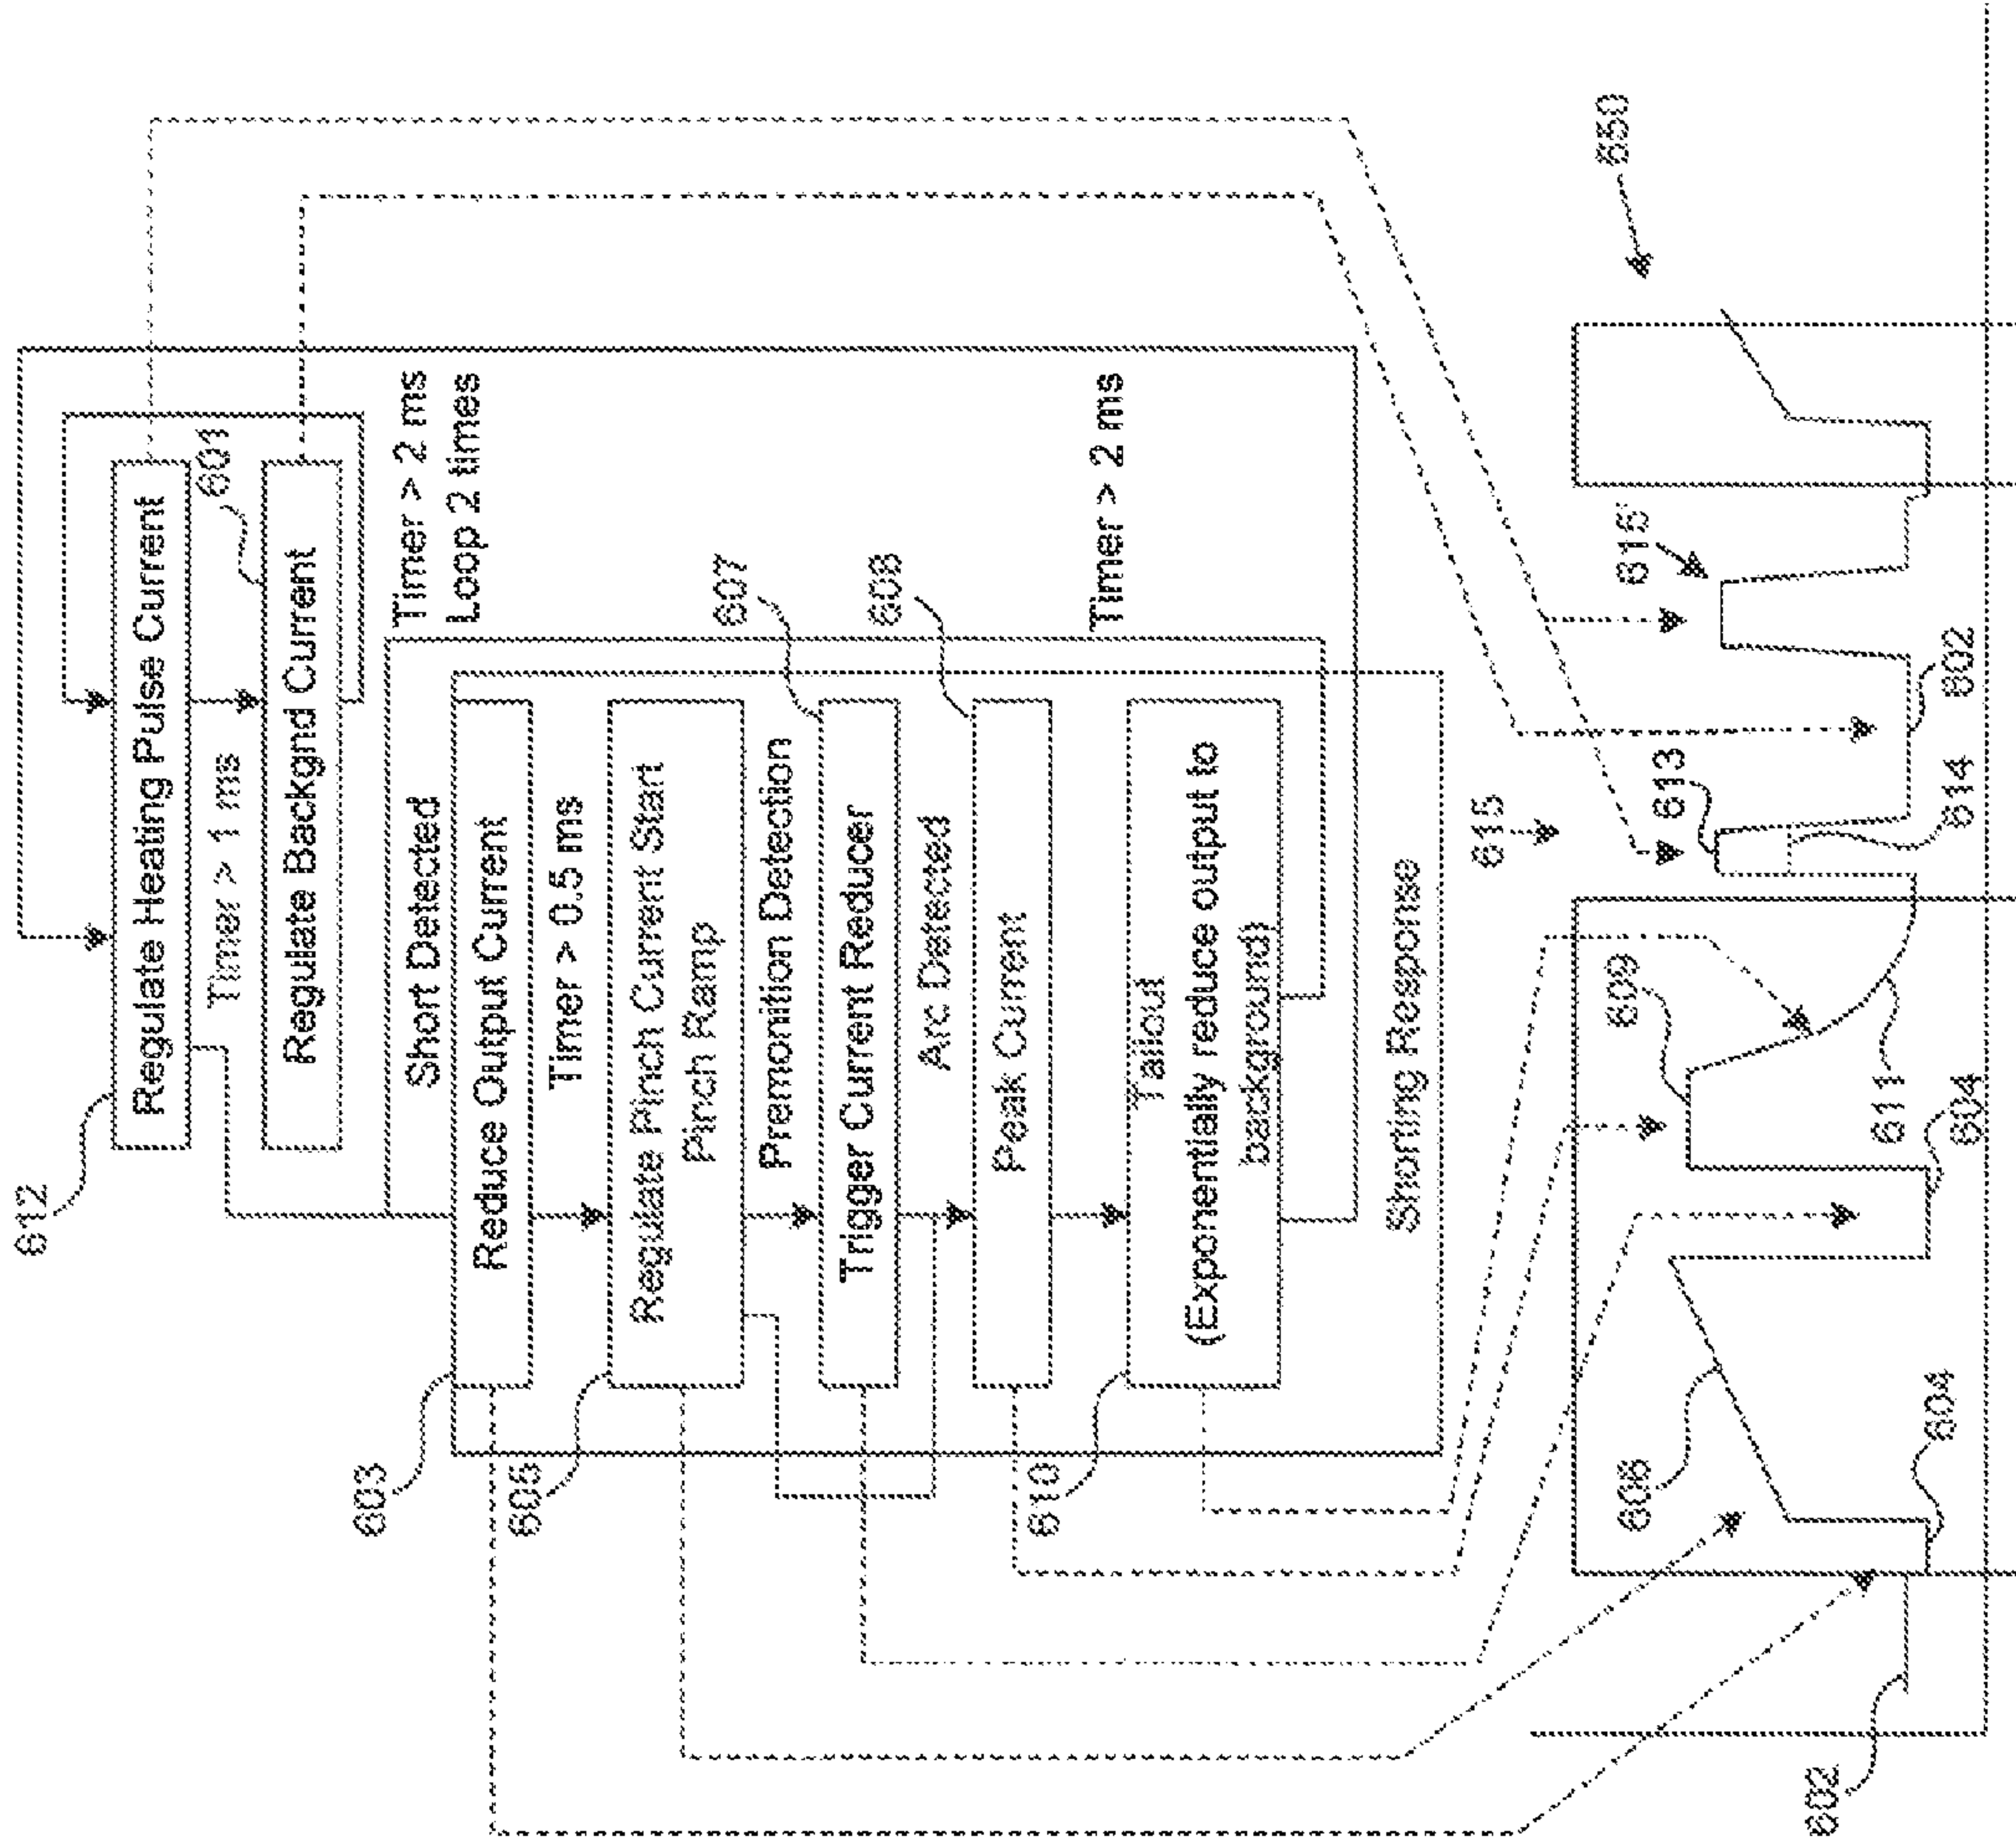 612
Regulate Heating Pulse Current
Timer > 1 ms
601
Regulate Backgnd Current
Timer > 2 ms
Loop 2 times
Short Detected
603
Reduce Output Current
Timer > 0.5 ms
605
Regulate Pinch Current Start
Pinch Ramp
Premonition Detection
607
Trigger Current Reducer
Arc Detected
608
Peak Current
Timer > 2 ms
610
Tailout
(Exponentially reduce output to
background)
Shorting Response
615
650
609
613
616'
606
611
614
602
604
604
602